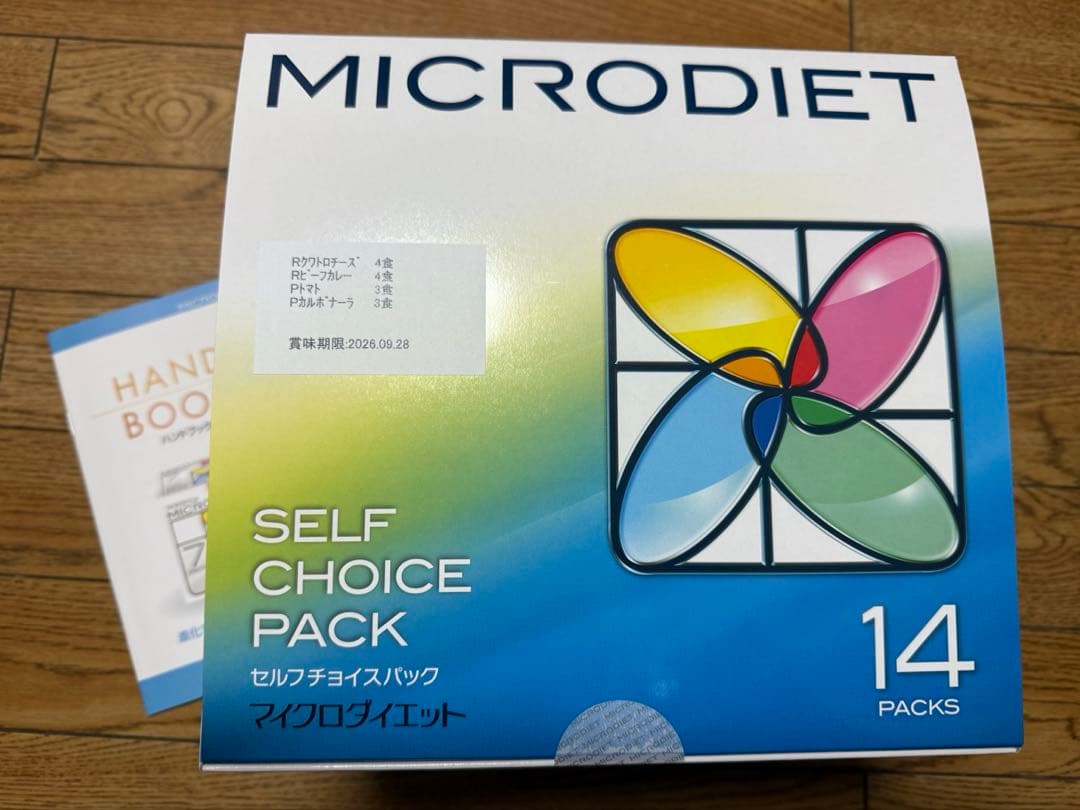 MICRODIET
Rｸﾜﾄﾛﾁｰｽﾞ 4食
Rﾋﾞｰﾌｶﾚｰ 4食
Pﾄﾏﾄ 3食
Pｶﾙﾎﾞﾅｰﾗ 3食
賞味期限:2026.09.28
SELF
CHOICE
PACK
セルフチョイスパック
マイクロダイエット
14
PACKS
MICRODIET
HAND
BOO
ハンドブック